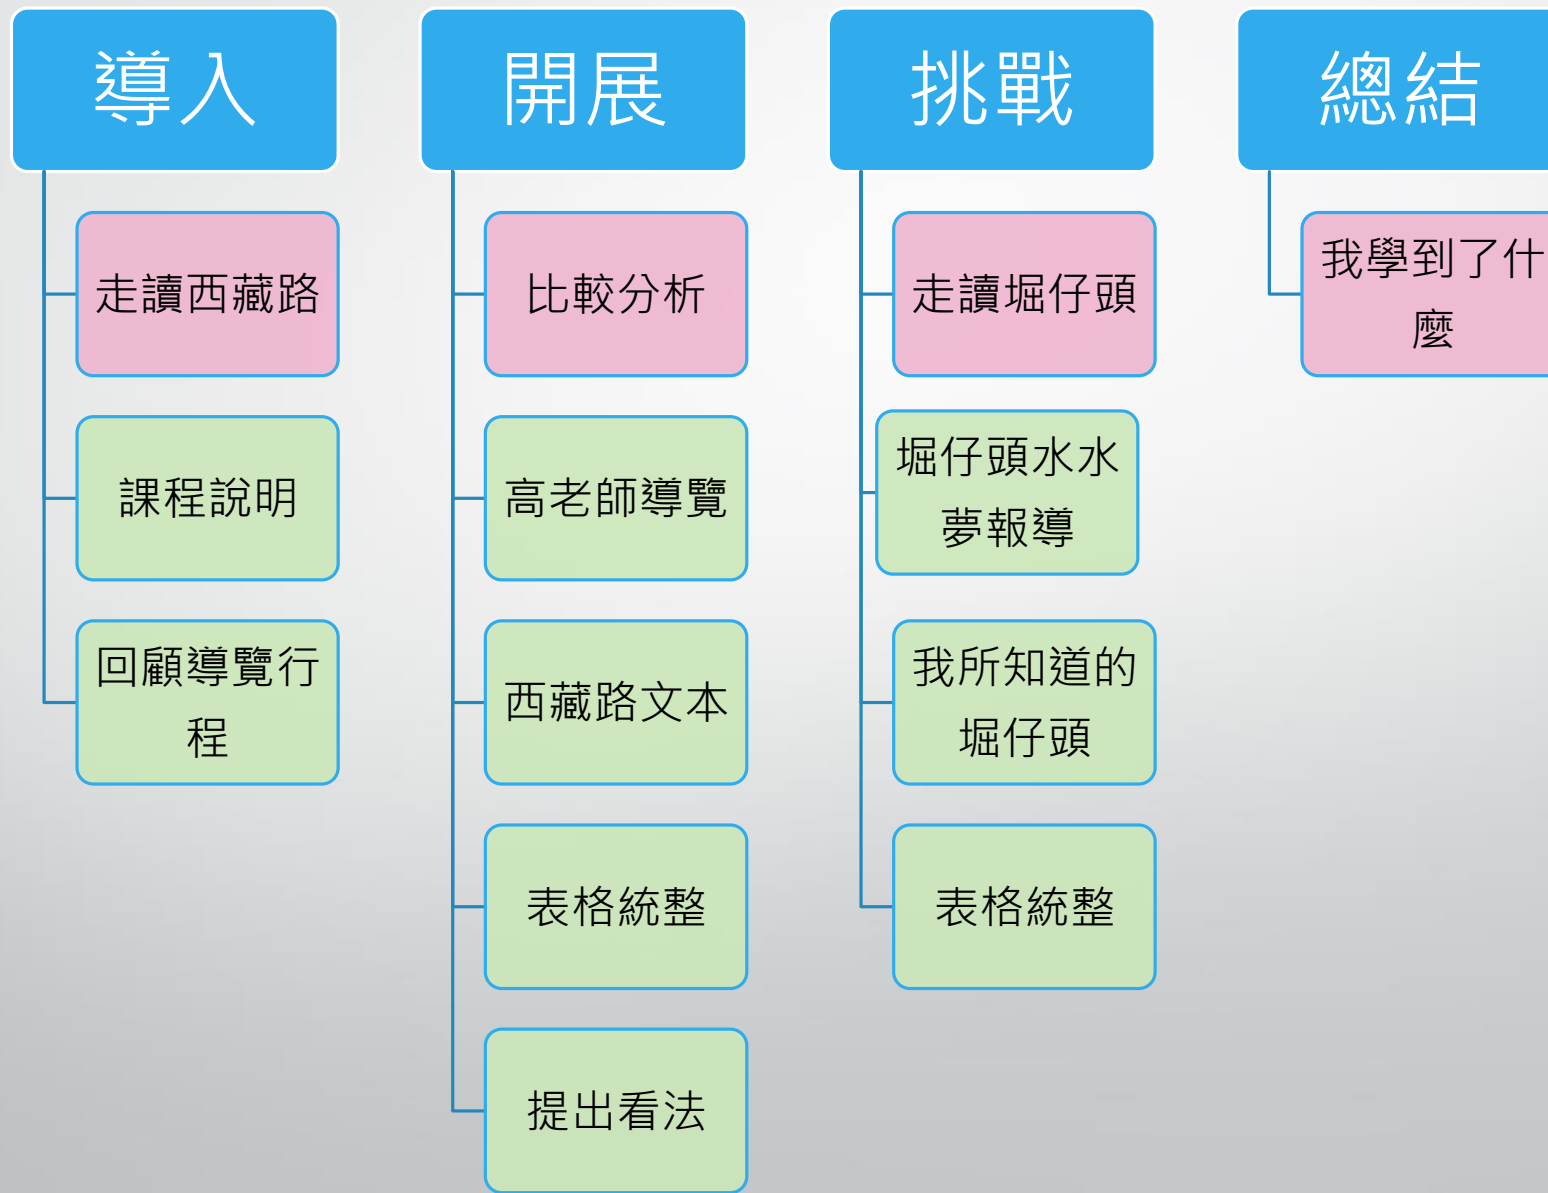 導入
走讀西藏路
課程說明
回顧導覽行
程
開展
比較分析
高老師導覽
西藏路文本
表格統整
提出看法
挑戰
走讀堀仔頭
堀仔頭水水
夢報導
我所知道的
堀仔頭
表格統整
總結
我學到了什
麼